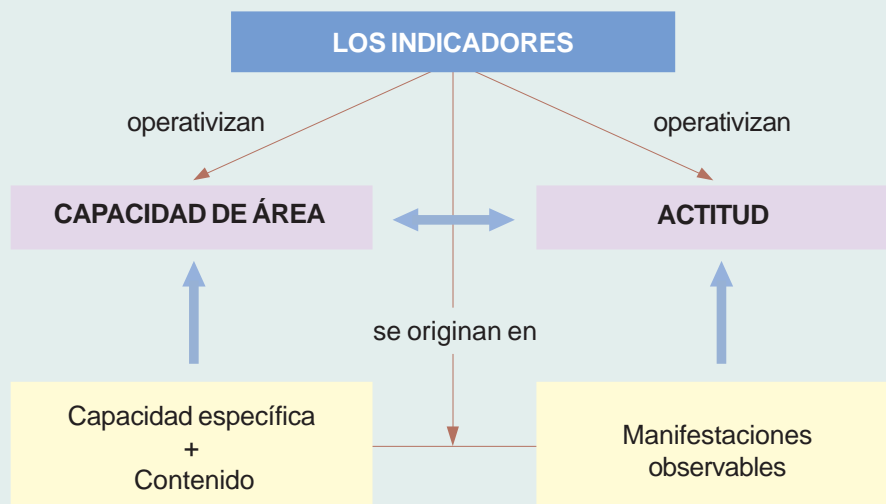 LOS INDICADORES
operativizan
operativizan
CAPACIDAD DE ÁREA
ACTITUD
se originan en
Capacidad específica
+
Contenido
Manifestaciones
observables